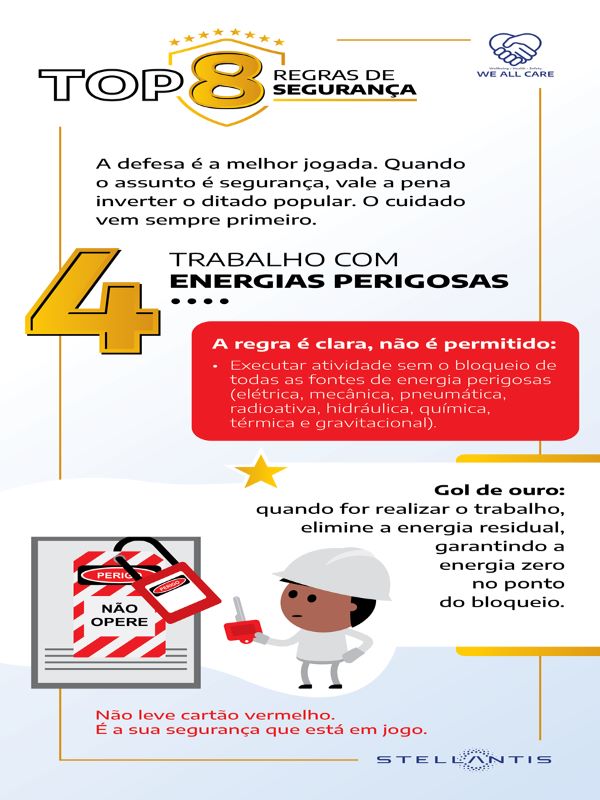 TOP 8 REGRAS DE
SEGURANÇA
Wellbeing - Health - Safety
WE ALL CARE
A defesa é a melhor jogada. Quando
o assunto é segurança, vale a pena
inverter o ditado popular. O cuidado
vem sempre primeiro.
4
TRABALHO COM
ENERGIAS PERIGOSAS
A regra é clara, não é permitido:
• Executar atividade sem o bloqueio de
todas as fontes de energia perigosas
(elétrica, mecânica, pneumática,
radioativa, hidráulica, química,
térmica e gravitacional).
Gol de ouro:
quando for realizar o trabalho,
elimine a energia residual,
garantindo a
energia zero
no ponto
do bloqueio.
PERIGO
PERIGO
NÃO
OPERE
Não leve cartão vermelho.
É a sua segurança que está em jogo.
STELLANTIS